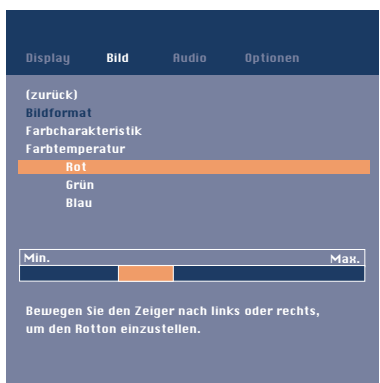 Display Bild Audio Optionen
(zurück)
Bildformat
Farbcharakteristik
Farbtemperatur
Rot
Grün
Blau
Min. Max.
Bewegen Sie den Zeiger nach links oder rechts,
um den Rotton einzustellen.